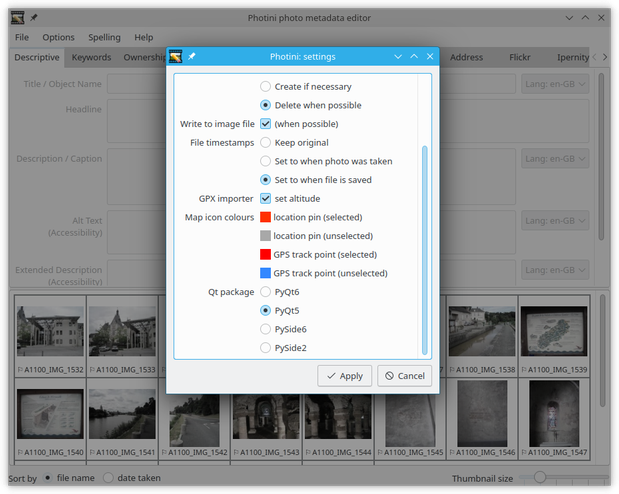 Photini photo metadata editor
File Options Spelling Help
Descriptive Keywords Ownership Address Flickr Ipernity
Title / Object Name Lang: en-GB
Headline
Description / Caption Lang: en-GB
Alt Text
(Accessibility) Lang: en-GB
Extended Description
(Accessibility) Lang: en-GB
Photini: settings
Create if necessary
Delete when possible
Write to image file (when possible)
File timestamps Keep original
Set to when photo was taken
Set to when file is saved
GPX importer set altitude
Map icon colours location pin (selected)
location pin (unselected)
GPS track point (selected)
GPS track point (unselected)
Qt package PyQt6
PyQt5
PySide6
PySide2
Apply Cancel
A1100_IMG_1532 A1100_IMG_1533 7 A1100_IMG_1538 A1100_IMG_1539
A1100_IMG_1540 A1100_IMG_1541 A1100_IMG_1542 A1100_IMG_1543 A1100_IMG_1544 A1100_IMG_1545 A1100_IMG_1546 A1100_IMG_1547
Sort by file name date taken Thumbnail size